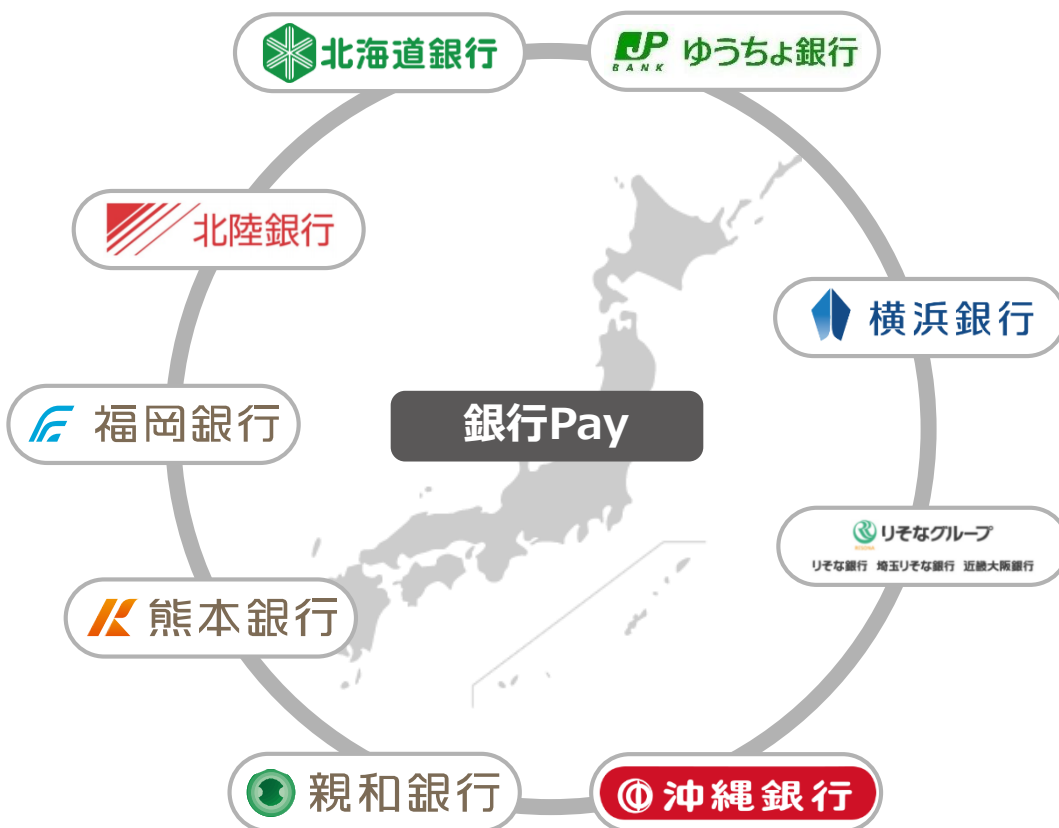 北海道銀行
JP
BANK
ゆうちょ銀行
北陸銀行
横浜銀行
銀行Pay
福岡銀行
りそなグループ
RESONA
りそな銀行 埼玉りそな銀行 近畿大阪銀行
熊本銀行
親和銀行
沖縄銀行